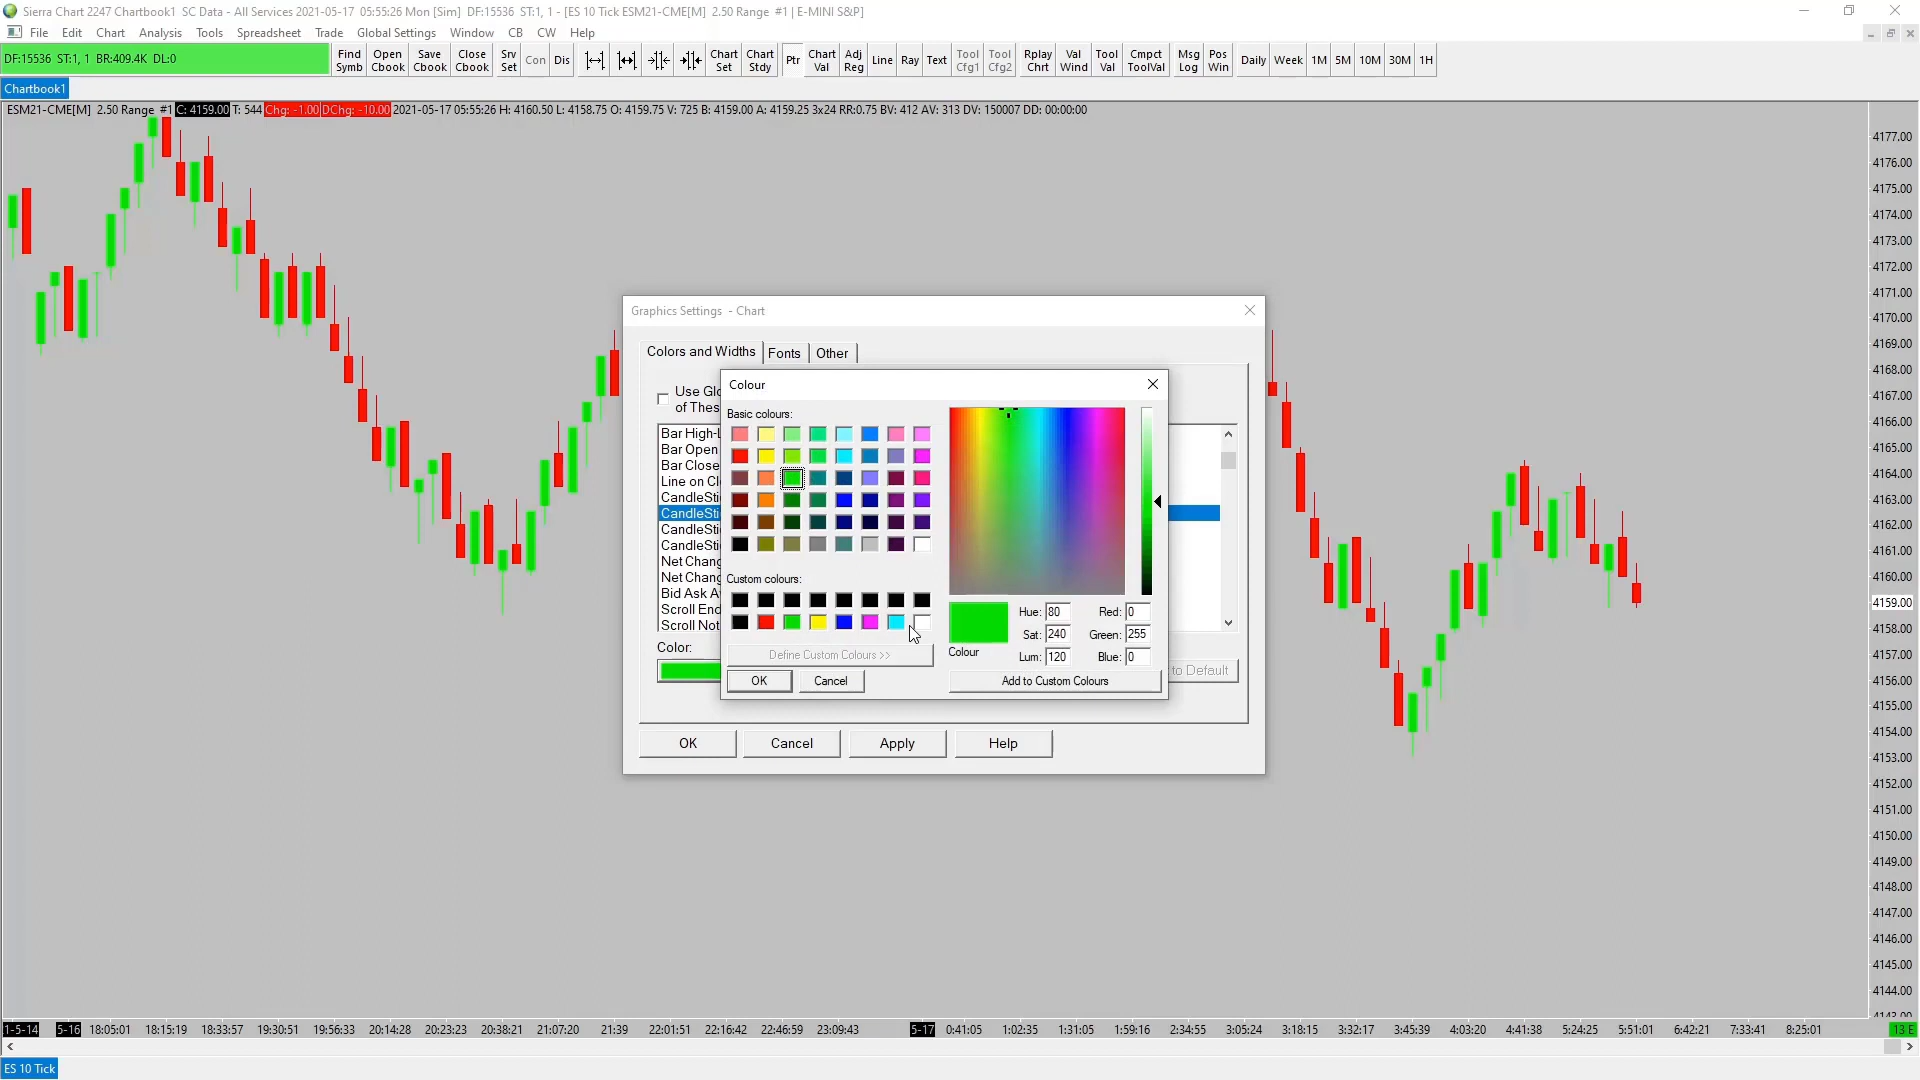 Sierra Chart 2247 Chartbook1  SC Data - All Services 2021-05-17  05:55:26 Mon [Sim]  DF:15536  ST:1, 1 - [ES 10 Tick ESM21-CME[M]  2.50 Range  #1 | E-MINI S&P]
File Edit Chart Analysis Tools Spreadsheet Trade Global Settings Window CB CW Help
DF:15536  ST:1, 1  BR:409.4K  DL:0
Find Symb
Open Cbook
Save Cbook
Close Cbook
Srv Set
Con
Dis
Chart Set
Chart Stdy
Ptr
Chart Val
Adj Reg
Line
Ray
Text
Tool Cfg1
Tool Cfg2
Rplay Chrt
Val Wind
Tool Val
Cmpct ToolVal
Msg Log
Pos Win
Daily
Week
1M
5M
10M
30M
1H
Chartbook1
ESM21-CME[M]  2.50 Range  #1 C: 4159.00 T: 544 Chg: -1.00 DChg: -10.00 2021-05-17 05:55:26 H: 4160.50 L: 4158.75 O: 4159.75 V: 725 B: 4159.00 A: 4159.25 3x24 RR:0.75 BV: 412 AV: 313 DV: 150007 DD: 00:00:00
4177.00
4176.00
4175.00
4174.00
4173.00
4172.00
4171.00
4170.00
4169.00
4168.00
4167.00
4166.00
4165.00
4164.00
4163.00
4162.00
4161.00
4160.00
4159.00
4158.00
4157.00
4156.00
4155.00
4154.00
4153.00
4152.00
4151.00
4150.00
4149.00
4148.00
4147.00
4146.00
4145.00
4144.00
4143.00
Graphics Settings  - Chart
Colors and Widths Fonts Other
Use Glo
of Thes
Bar High-L
Bar Open
Bar Close
Line on Cl
CandleSti
CandleSti
CandleSti
CandleSti
Net Chang
Net Chang
Bid Ask A
Scroll End
Scroll Not
Color:
to Default
OK Cancel Apply Help
Colour
Basic colours:
Custom colours:
Define Custom Colours >>
OK Cancel
Hue: 80 Red: 0
Sat: 240 Green: 255
Colour
Lum: 120 Blue: 0
Add to Custom Colours
1-5-14 5-16 18:05:01 18:15:19 18:33:57 19:30:51 19:56:33 20:14:28 20:23:23 20:38:21 21:07:20 21:39 22:01:51 22:16:42 22:46:59 23:09:43 5-17 0:41:05 1:02:35 1:31:05 1:59:16 2:34:55 3:05:24 3:18:15 3:32:17 3:45:39 4:03:20 4:41:38 5:24:25 5:51:01 6:42:21 7:33:41 8:25:01 13 E
ES 10 Tick